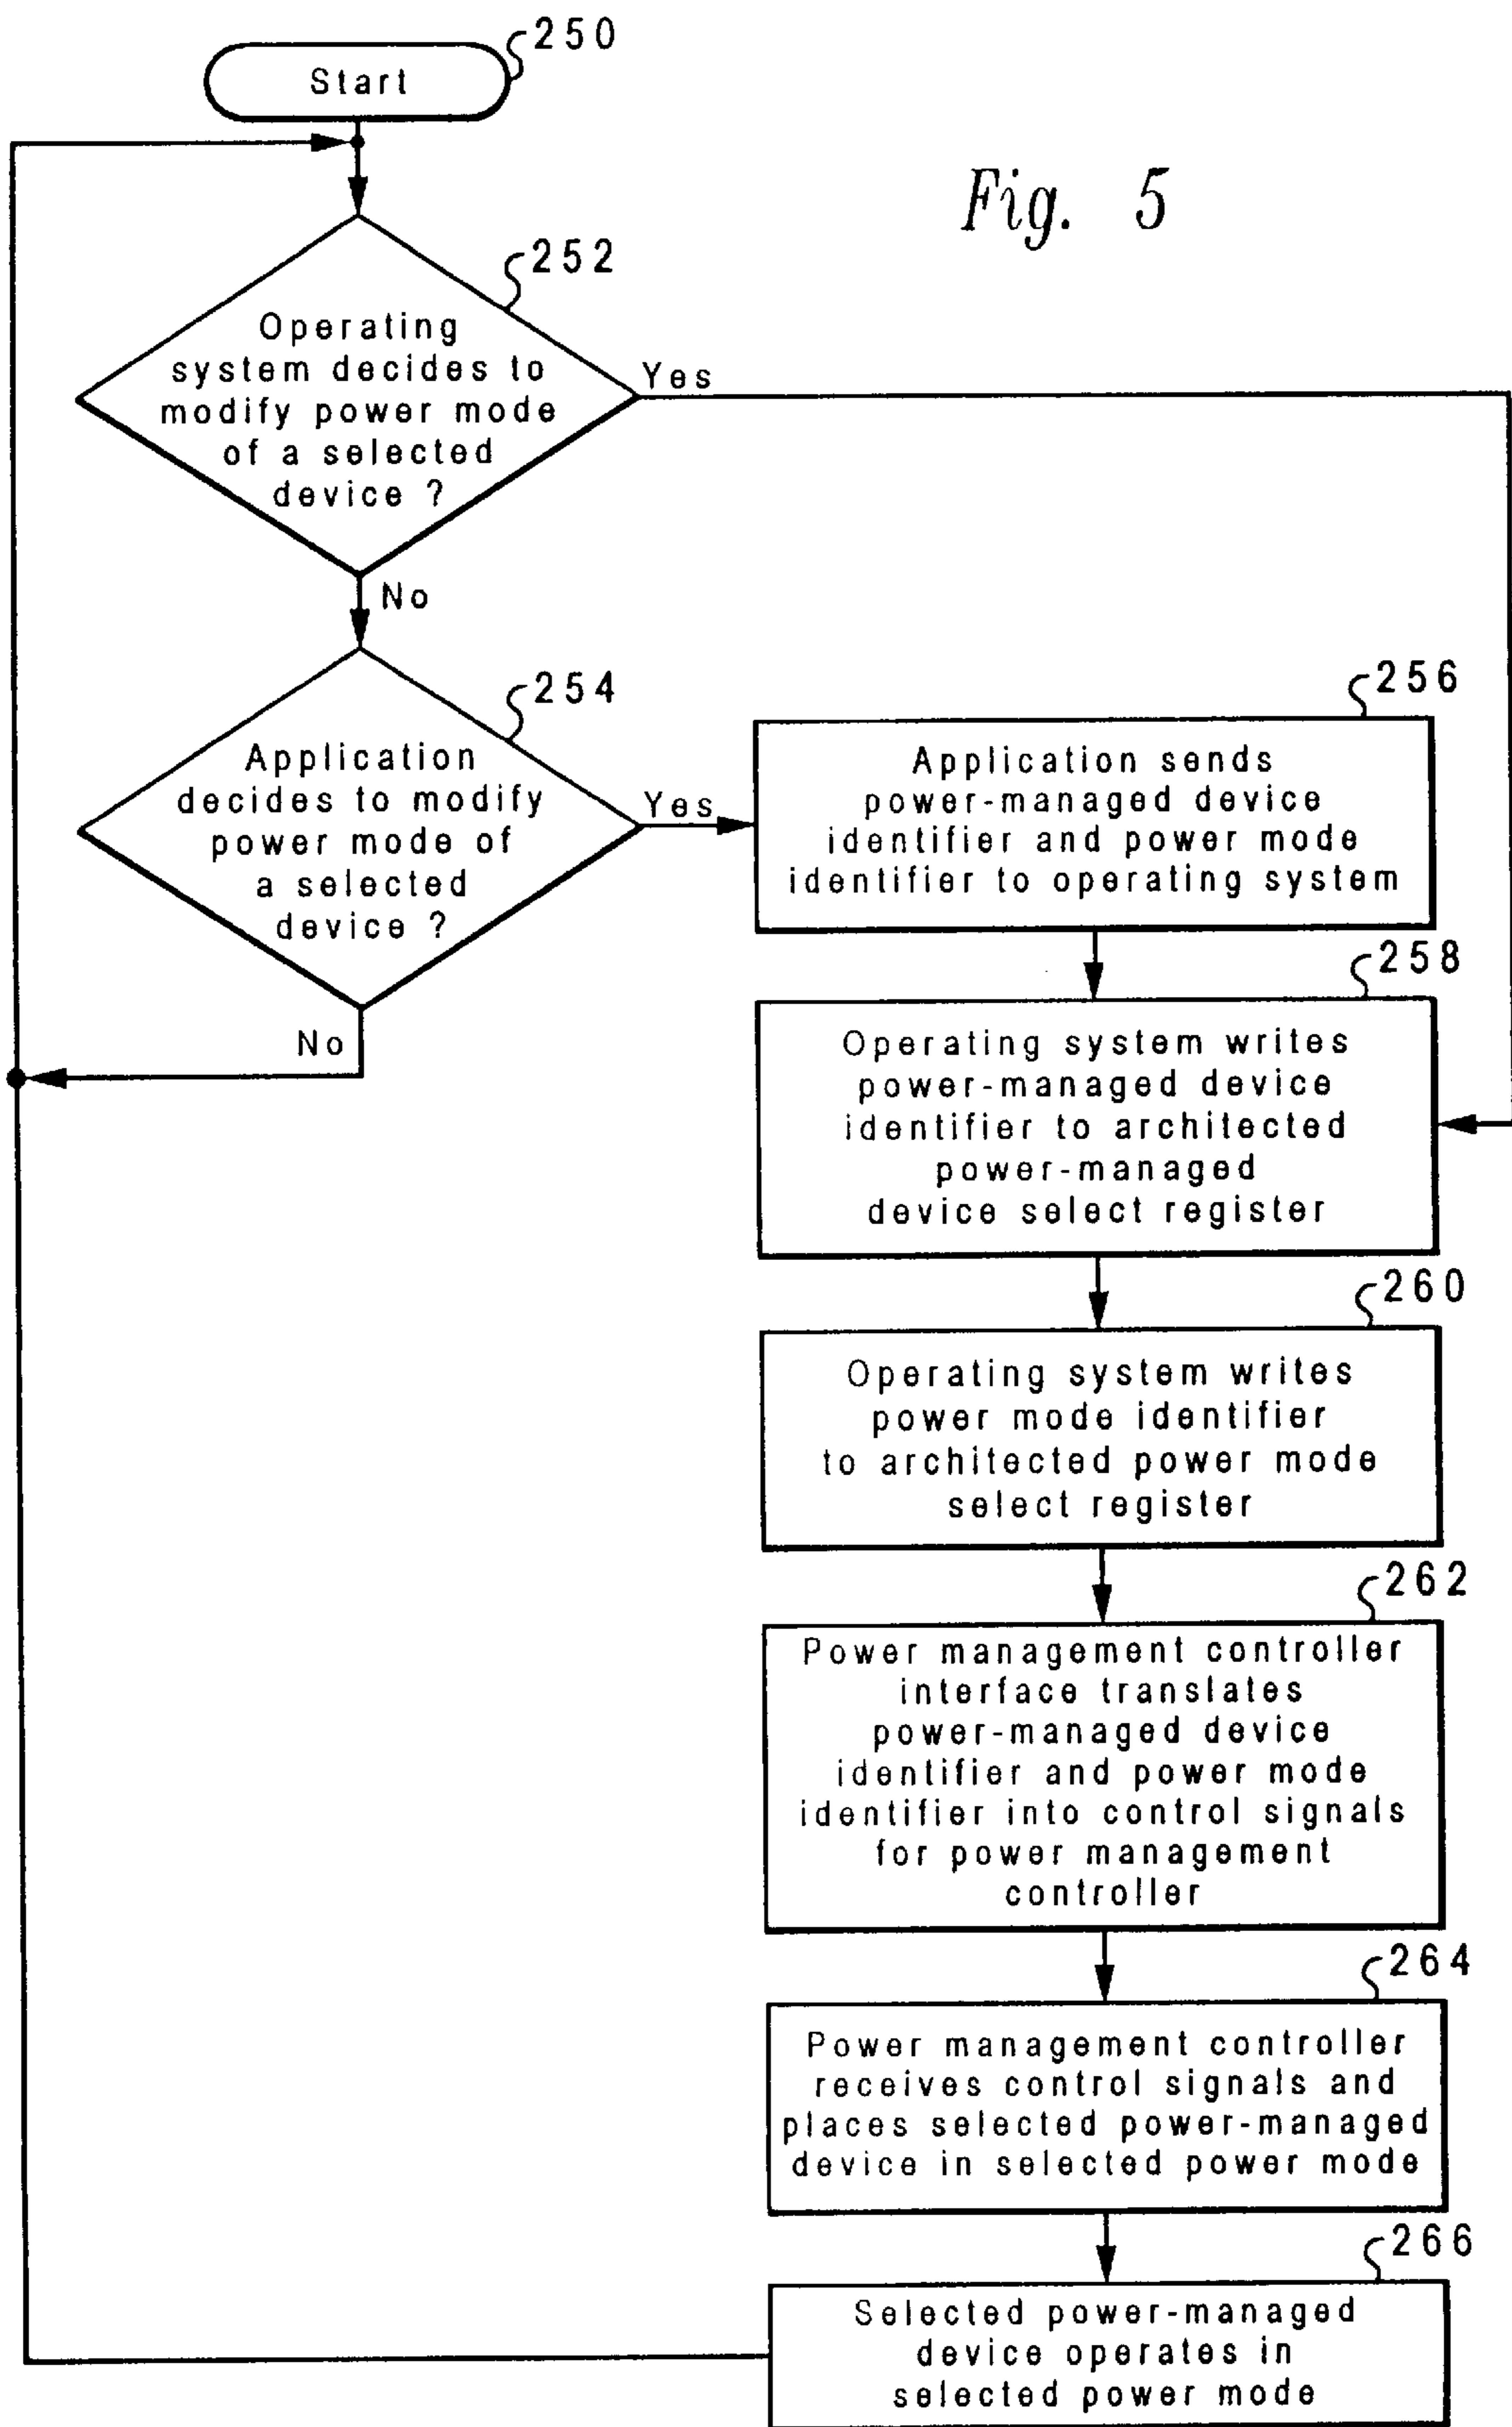 Start
250
Fig. 5
252
Operating
system decides to
modify power mode
of a selected
device ?
Yes
No
254
Application
decides to modify
power mode of
a selected
device ?
Yes
No
256
Application sends
power-managed device
identifier and power mode
identifier to operating system
258
Operating system writes
power-managed device
identifier to architected
power-managed
device select register
260
Operating system writes
power mode identifier
to architected power mode
select register
262
Power management controller
interface translates
power-managed device
identifier and power mode
identifier into control signals
for power management
controller
264
Power management controller
receives control signals and
places selected power-managed
device in selected power mode
266
Selected power-managed
device operates in
selected power mode